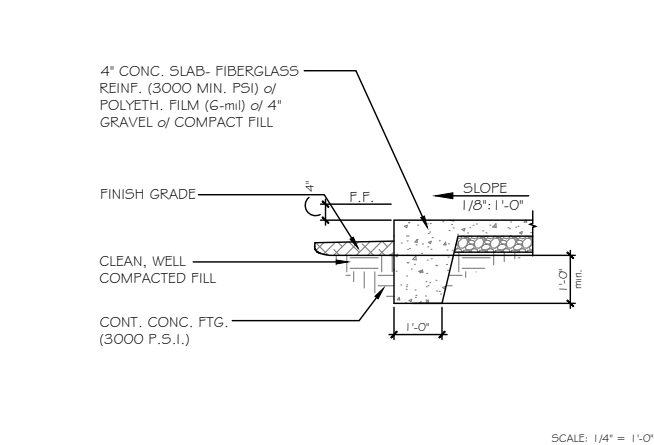 4" CONC. SLAB- FIBERGLASS
REINF. (3000 MIN. PSI) o/
POLYETH. FILM (6-mil) o/ 4"
GRAVEL o/ COMPACT FILL
FINISH GRADE
4"
F.F.
SLOPE
1/8":1'-0"
CLEAN, WELL
COMPACTED FILL
1'-0"
min.
CONT. CONC. FTG.
(3000 P.S.I.)
1'-0"
SCALE: 1/4" = 1'-0"